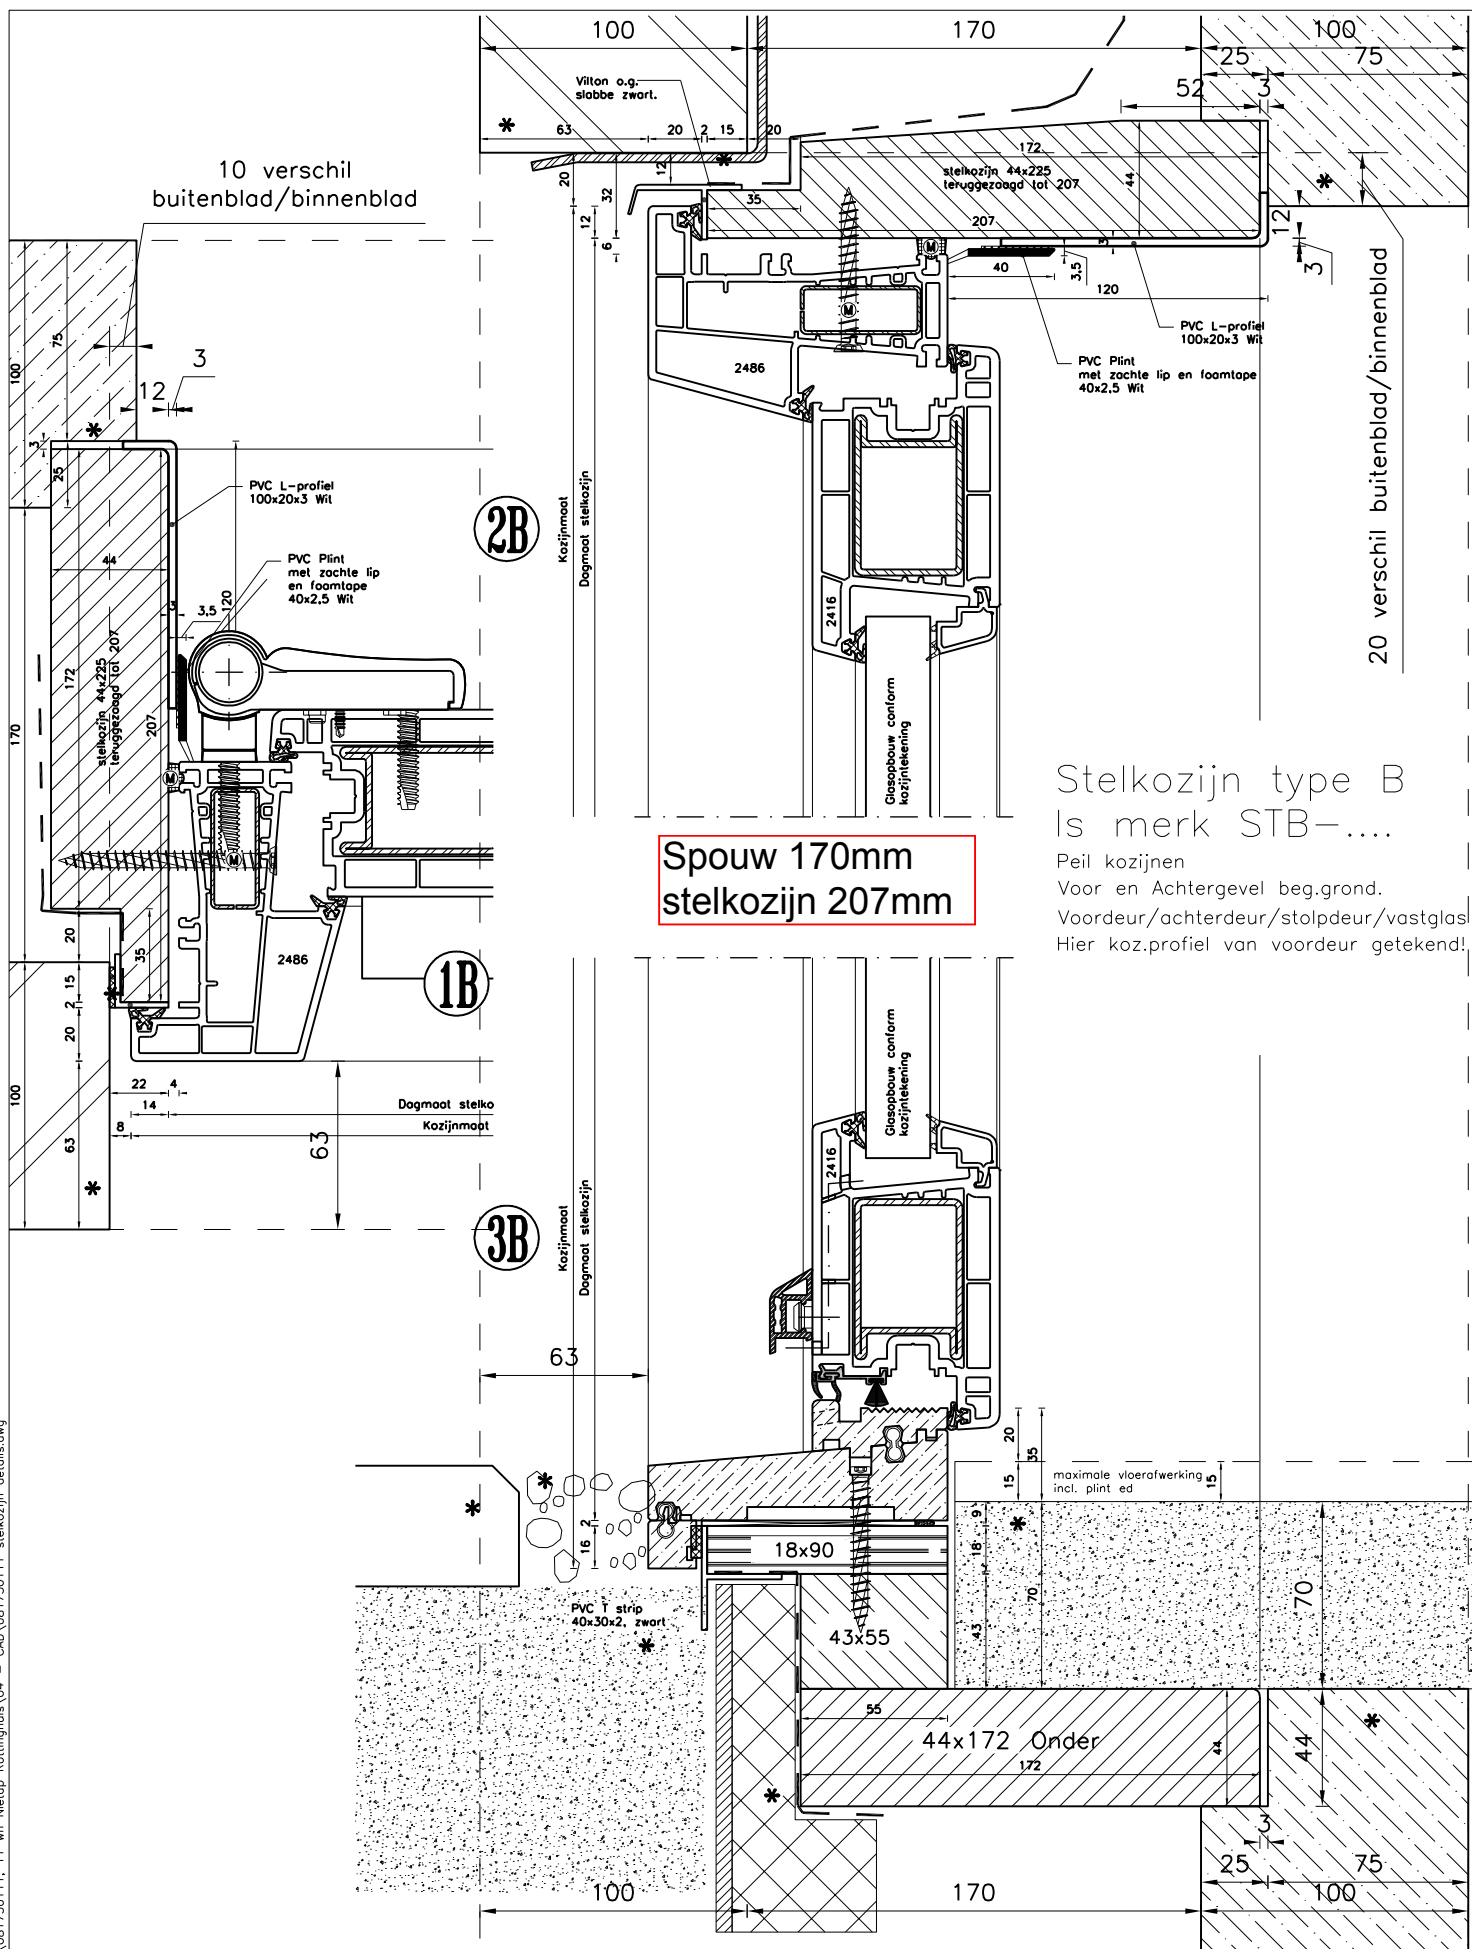 100
170
100
25
75
52
3
Vilton o.g.
slabbe zwart.
63
20
2
15
20
10 verschil
buitenblad/binnenblad
20
32
12
12
6
172
stelkozijn 44x225
teruggezaagd tot 207
44
35
207
3
12
3
40
3,5
120
PVC L-profiel
100x20x3 Wit
PVC Plint
met zachte lip en foamtape
40x2,5 Wit
20 verschil buitenblad/binnenblad
M
M
2486
2416
2B
Kozijnmaat
Dagmaat stelkozijn
Glasopbouw conform
kozijntekening
100
75
3
12
3
25
PVC L-profiel
100x20x3 Wit
44
PVC Plint
met zachte lip
en foamtape
40x2,5 Wit
3
3,5
120
172
stelkozijn 44x225
teruggezaagd tot 207
207
170
M
M
2486
1B
20
35
15
2
20
100
63
22
4
14
8
Dagmaat stelko
Kozijnmaat
63
Spouw 170mm
stelkozijn 207mm
Stelkozijn type B
Is merk STB-....
Peil kozijnen
Voor en Achtergevel beg.grond.
Voordeur/achterdeur/stolpdeur/vastglas
Hier koz.profiel van voordeur getekend!
Glasopbouw conform
kozijntekening
2416
3B
Kozijnmaat
Dagmaat stelkozijn
63
20
35
15
15
maximale vloerafwerking
incl. plint ed
2
16
9
18
70
43
70
18x90
PVC T strip
40x30x2, zwart
43x55
55
44x172 Onder
172
44
44
3
25
75
100
170
100